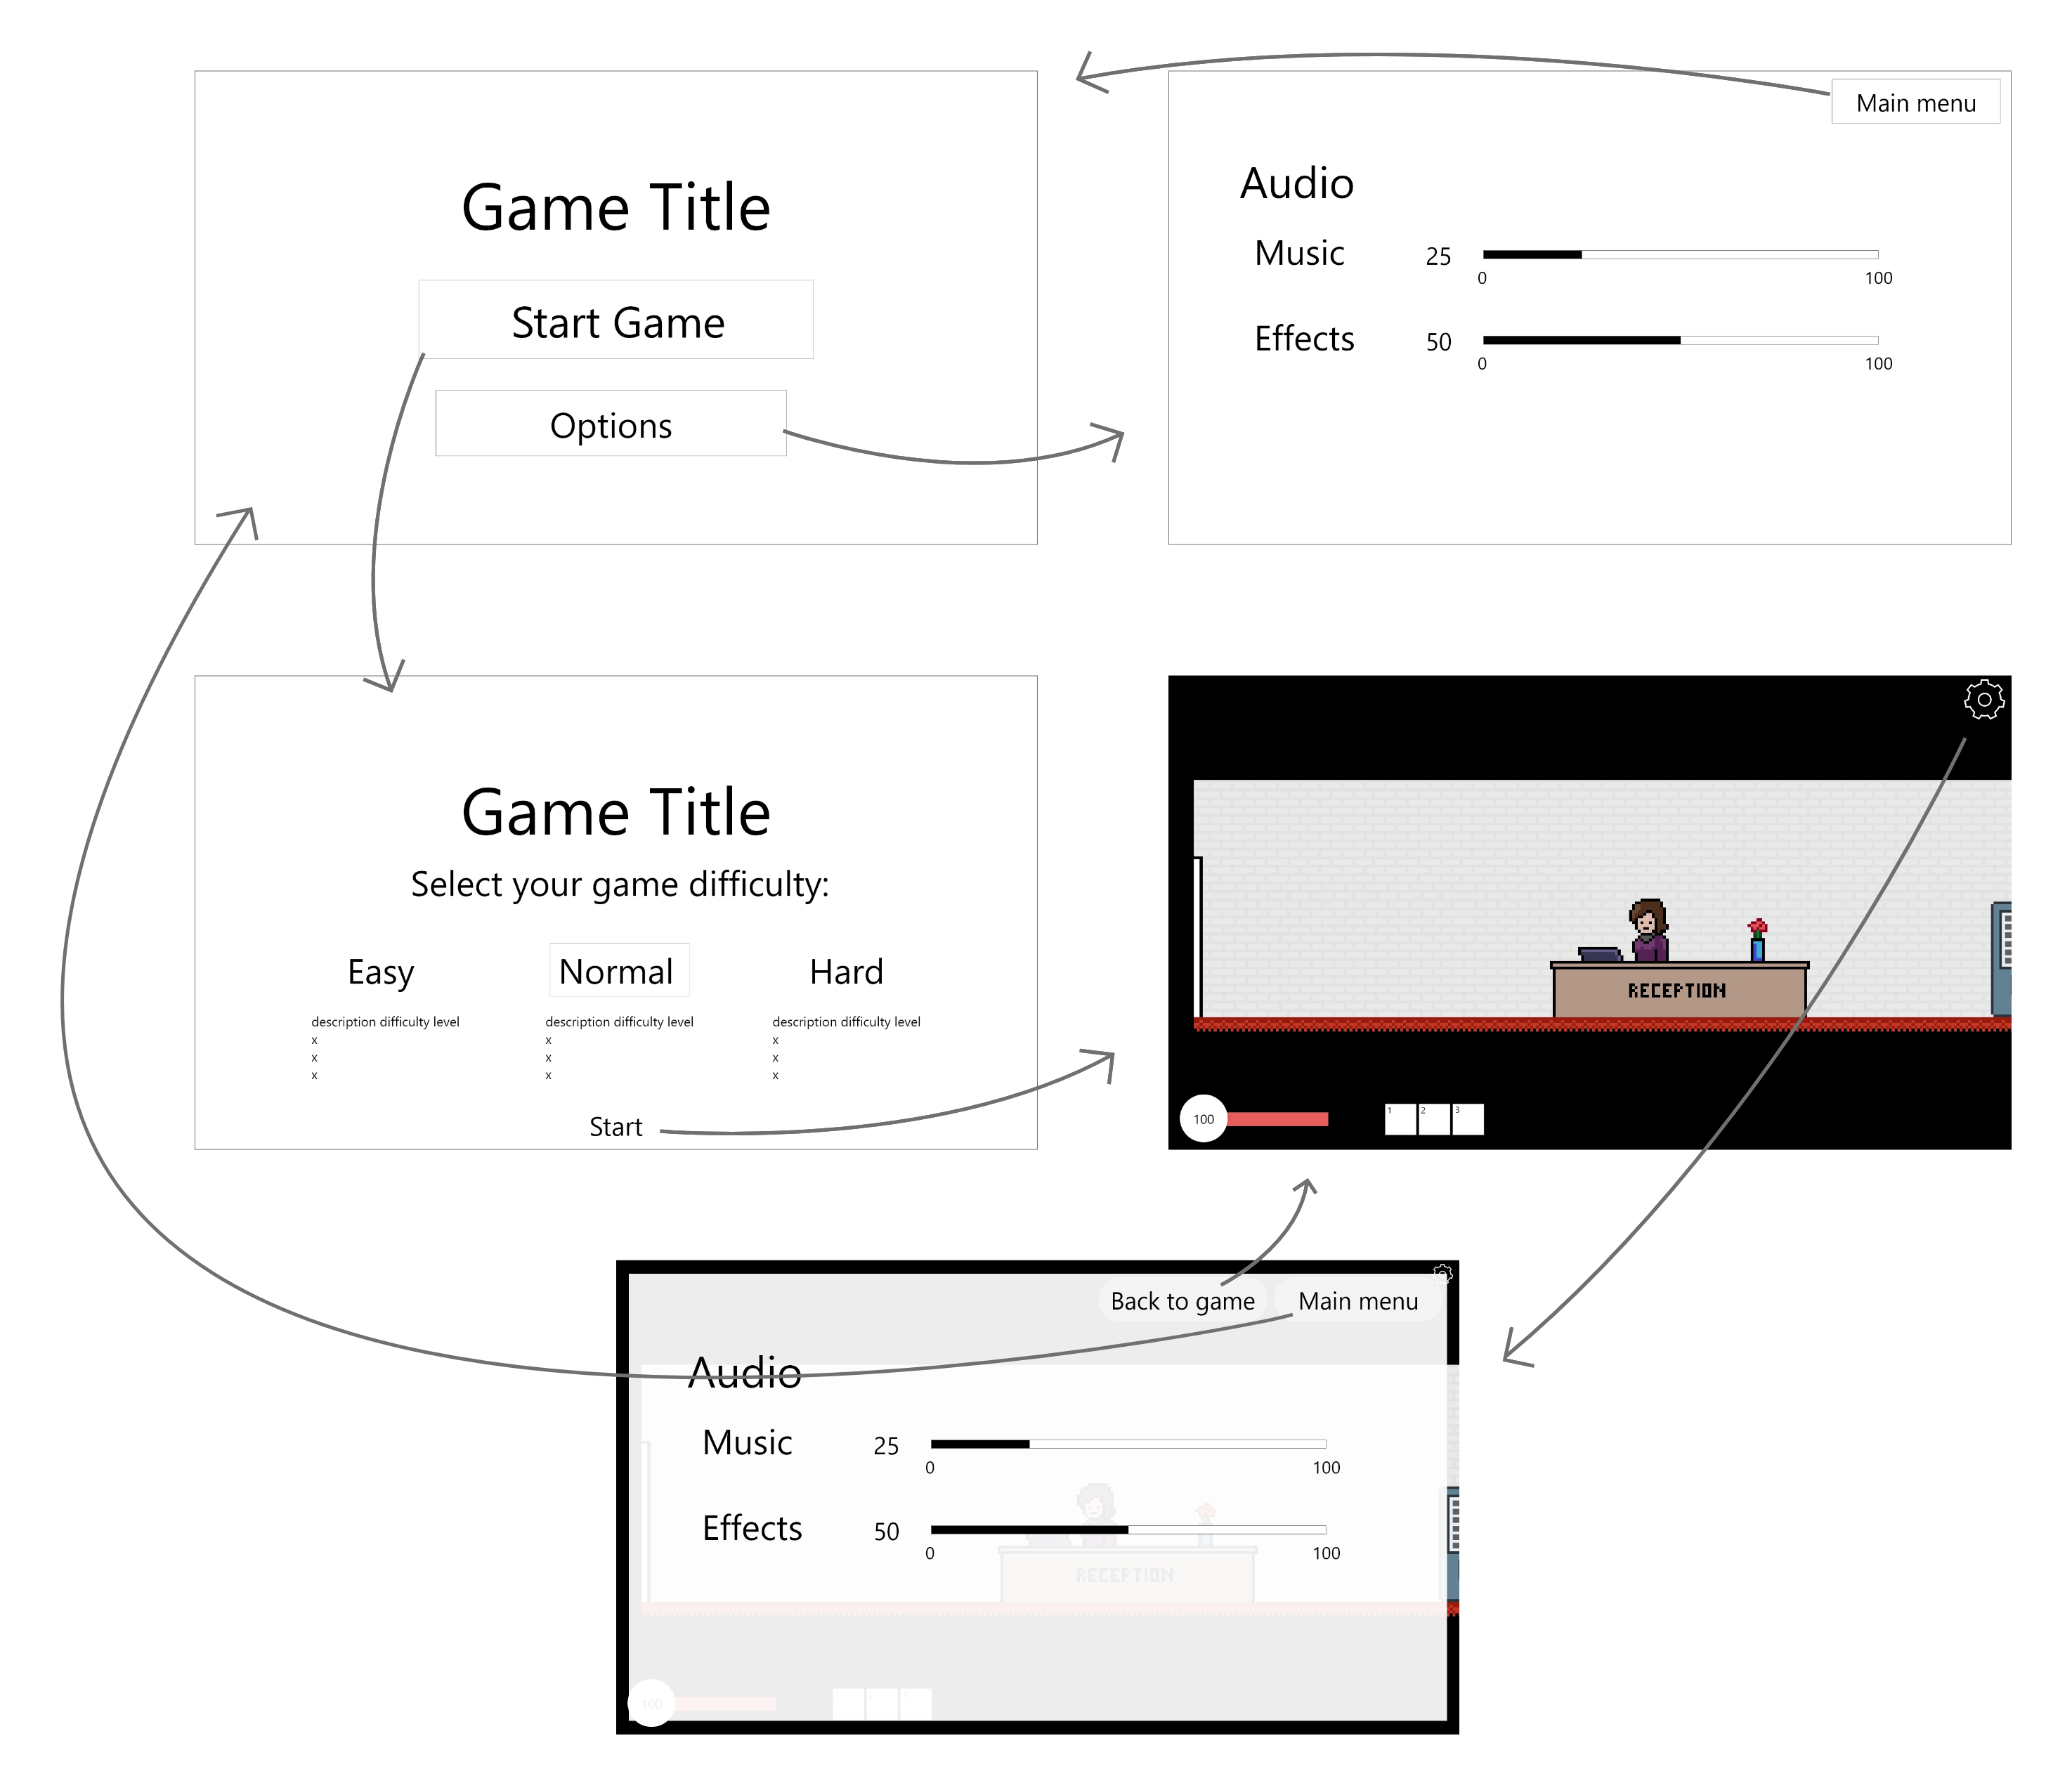 Game Title
Start Game
Options
Main menu
Audio
Music 25
0 100
Effects 50
0 100
Game Title
Select your game difficulty:
Easy Normal Hard
description difficulty level description difficulty level description difficulty level
x x x
x x x
x x x
Start
RECEPTION
100 1 2 3
Back to game Main menu
Audio
Music 25
0 100
Effects 50
0 100
RECEPTION
100